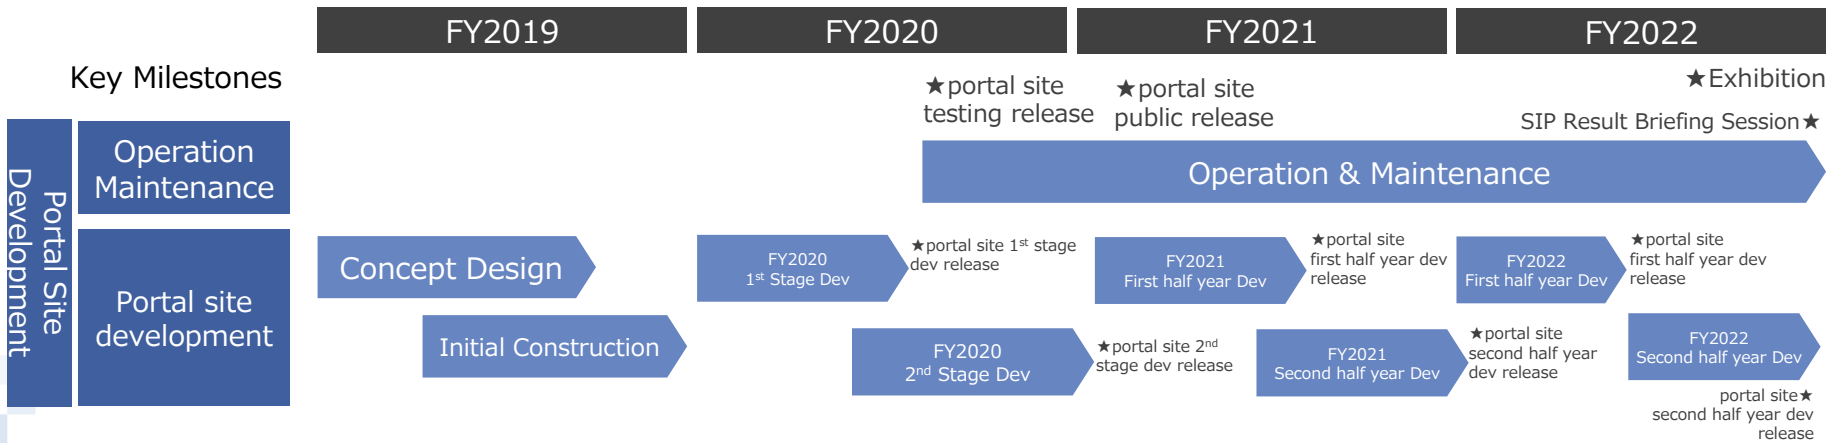 FY2019
FY2020
FY2021
FY2022
Key Milestones
★portal site
testing release
★portal site
public release
★Exhibition
SIP Result Briefing Session★
Portal Site
Development
Operation
Maintenance
Operation & Maintenance
Portal site
development
Concept Design
Initial Construction
FY2020
1st Stage Dev
★portal site 1st stage
dev release
FY2020
2nd Stage Dev
★portal site 2nd
stage dev release
FY2021
First half year Dev
★portal site
first half year dev
release
FY2021
Second half year Dev
★portal site
second half year
dev release
FY2022
First half year Dev
★portal site
first half year dev
release
FY2022
Second half year Dev
portal site★
second half year dev
release